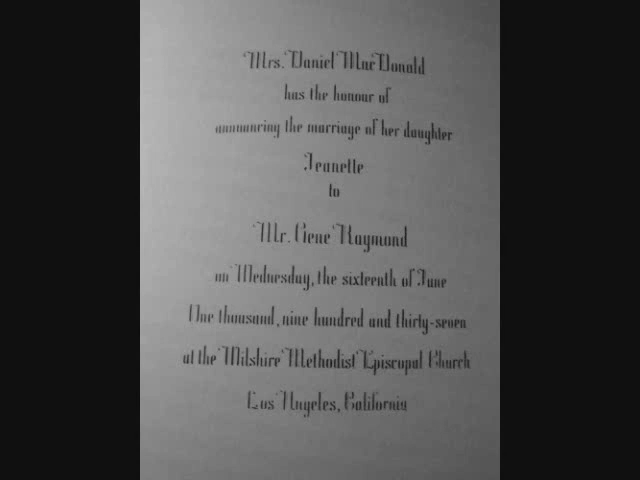 Mrs. Daniel MacDonald
has the honour of
announcing the marriage of her daughter
Jeanette
to
Mr. Gene Raymond
on Wednesday, the sixteenth of June
One thousand, nine hundred and thirty-seven
at the Wilshire Methodist Episcopal Church
Los Angeles, California